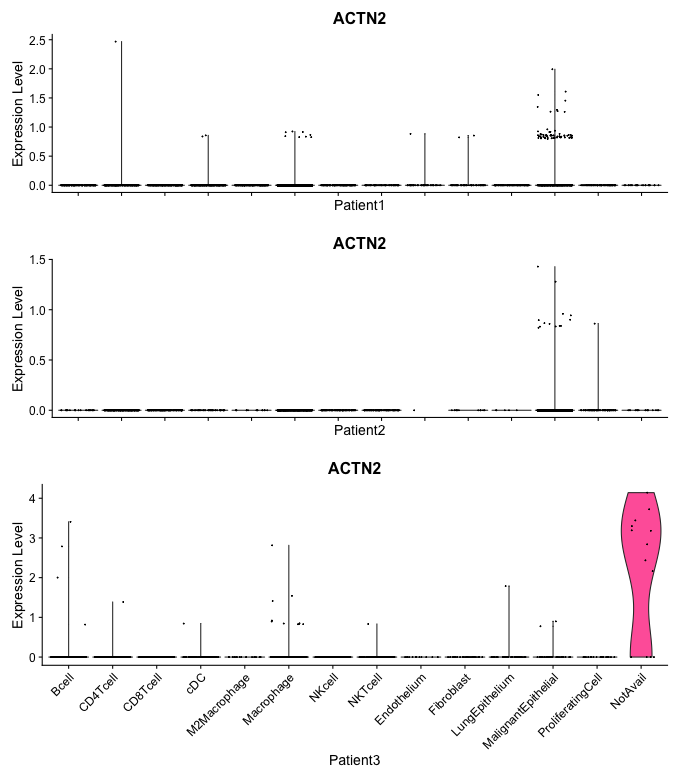 ACTN2
Expression Level
2.5
2.0
1.5
1.0
0.5
0.0
Patient1
ACTN2
Expression Level
1.5
1.0
0.5
0.0
Patient2
ACTN2
Expression Level
4
3
2
1
0
Bcell
CD4Tcell
CD8Tcell
cDC
M2Macrophage
Macrophage
NKcell
NKTcell
Endothelium
Fibroblast
LungEpithelium
MalignantEpithelial
ProliferatingCell
NotAvail
Patient3